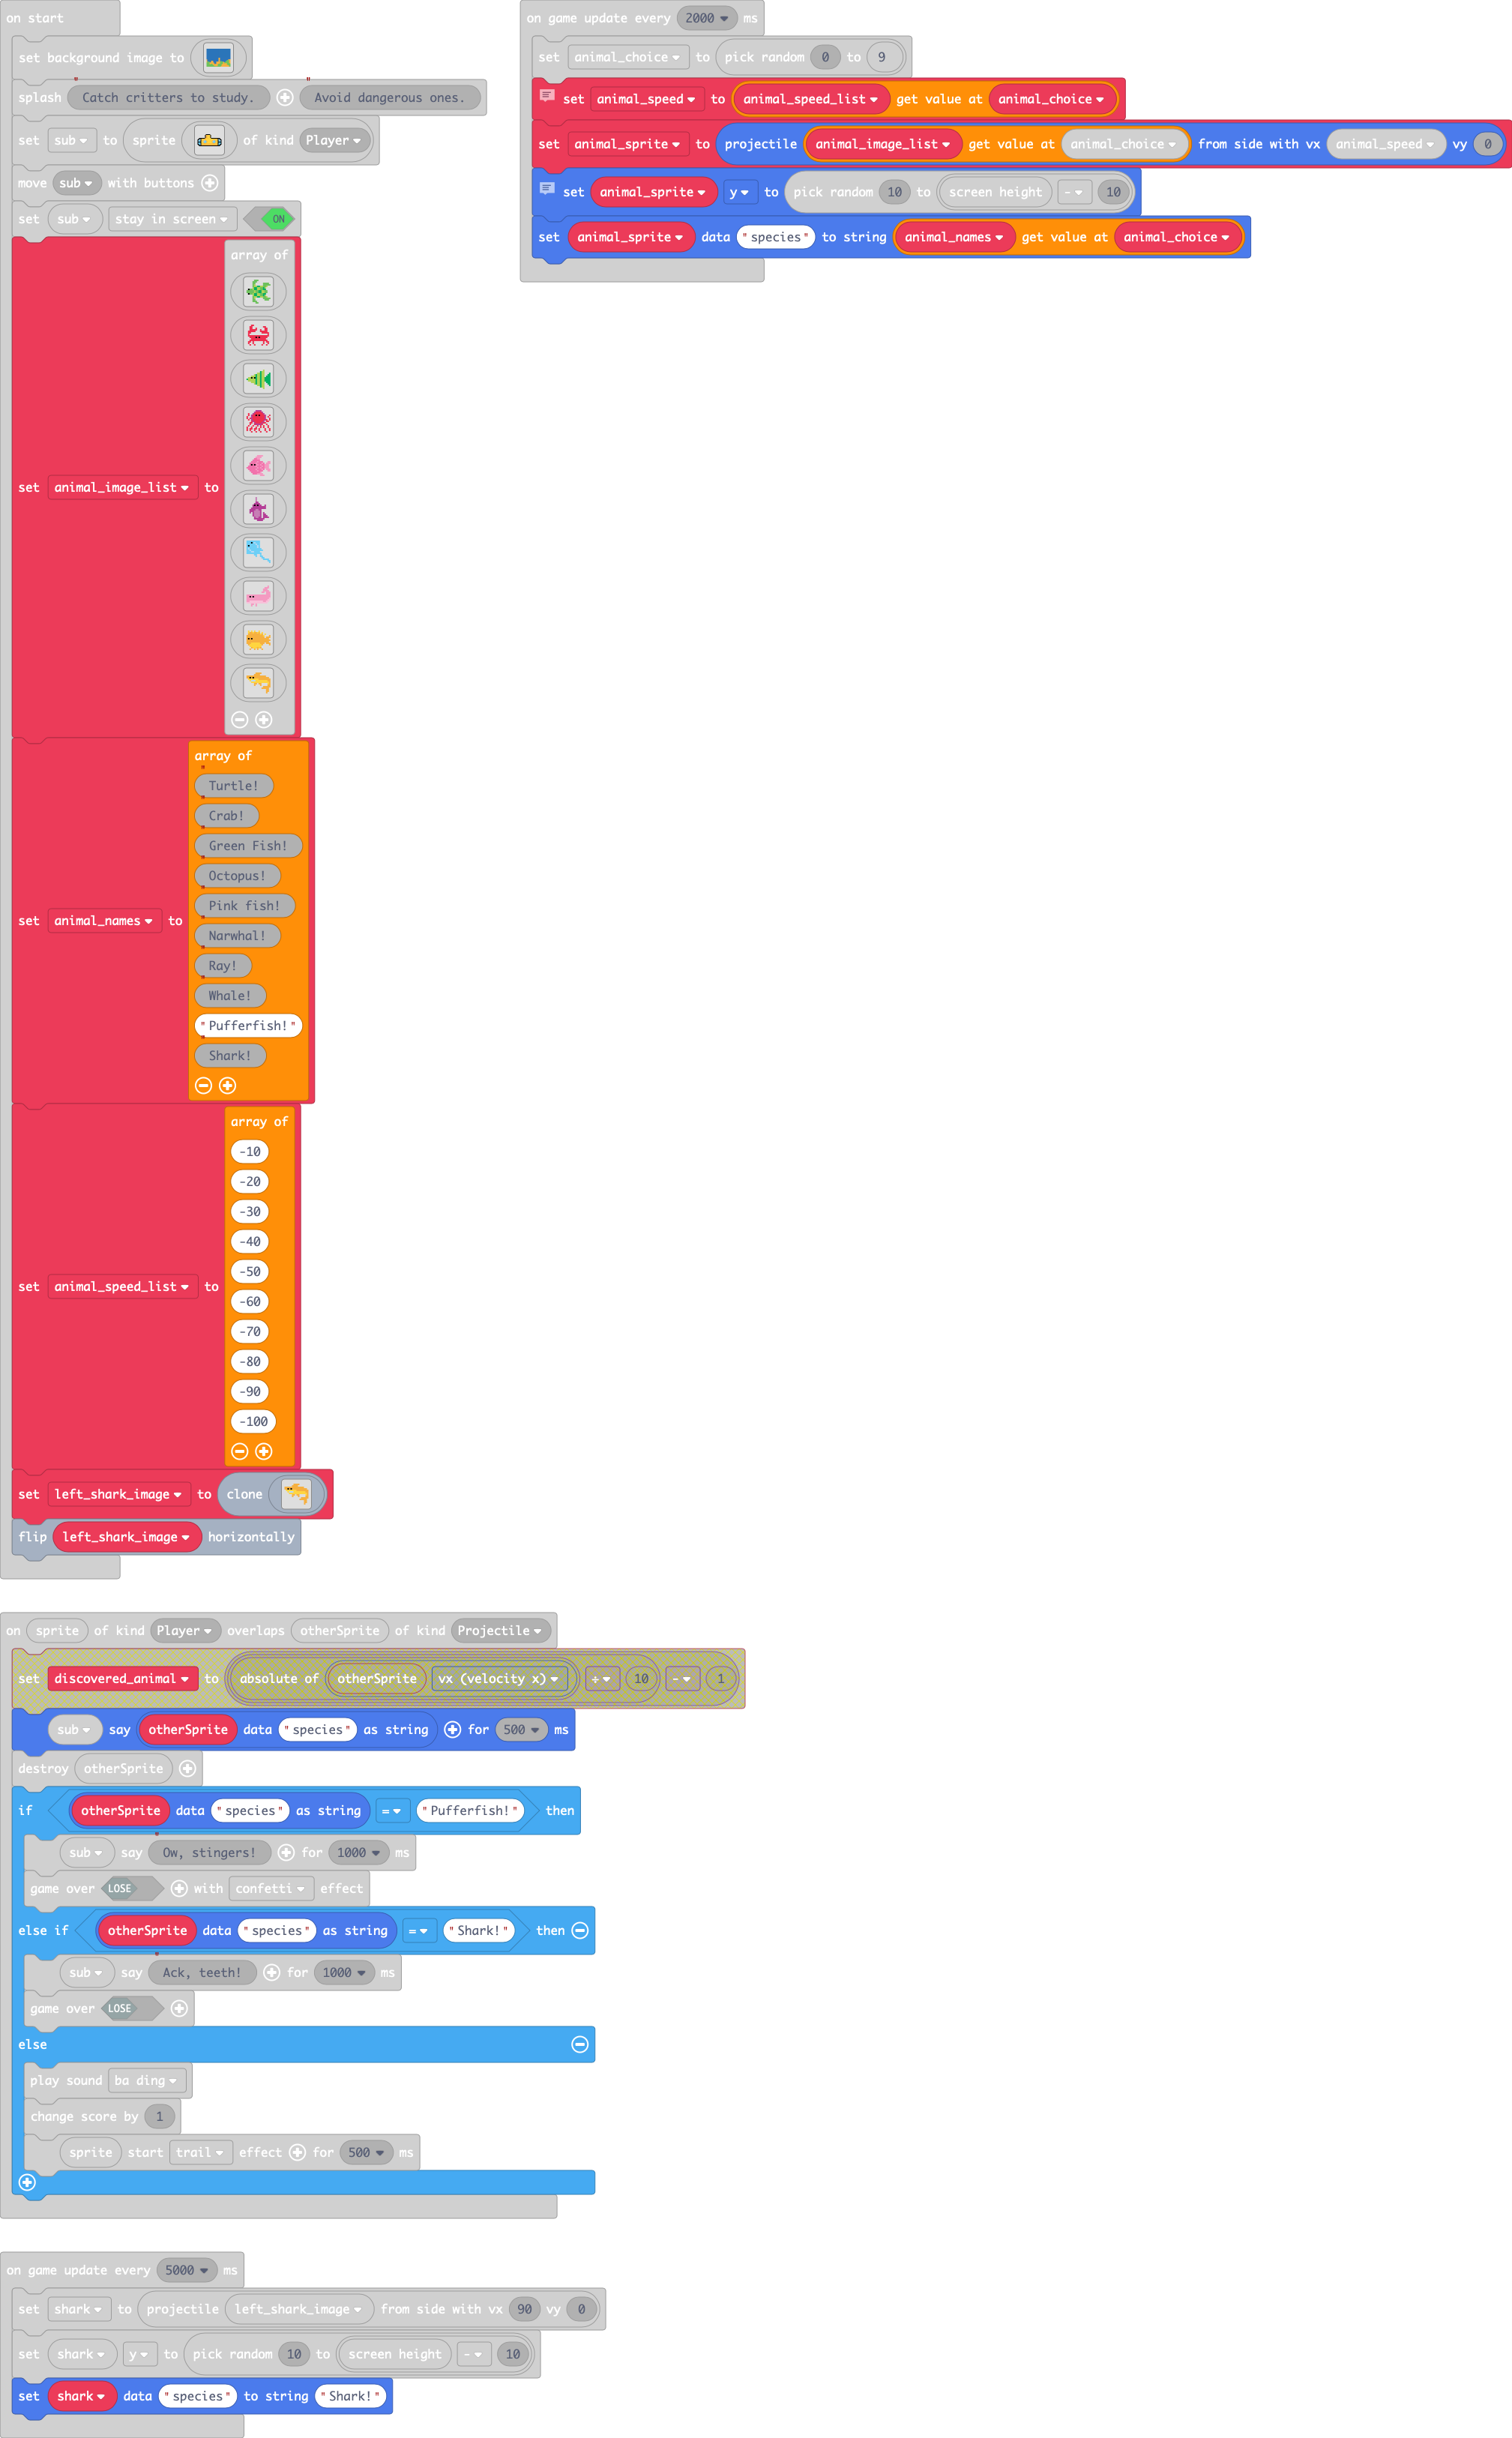 on start
set background image to
splash Catch critters to study. Avoid dangerous ones.
set sub to sprite of kind Player
move sub with buttons
set sub stay in screen ON
set animal_image_list to array of
set animal_names to array of
Turtle!
Crab!
Green Fish!
Octopus!
Pink fish!
Narwhal!
Ray!
Whale!
"Pufferfish!"
Shark!
set animal_speed_list to array of
-10
-20
-30
-40
-50
-60
-70
-80
-90
-100
set left_shark_image to clone
flip left_shark_image horizontally
on game update every 2000 ms
set animal_choice to pick random 0 to 9
set animal_speed to animal_speed_list get value at animal_choice
set animal_sprite to projectile animal_image_list get value at animal_choice from side with vx animal_speed vy 0
set animal_sprite y to pick random 10 to screen height - 10
set animal_sprite data "species" to string animal_names get value at animal_choice
on sprite of kind Player overlaps otherSprite of kind Projectile
set discovered_animal to absolute of otherSprite vx (velocity x) ÷ 10 - 1
sub say otherSprite data "species" as string for 500 ms
destroy otherSprite
if otherSprite data "species" as string = "Pufferfish!" then
sub say Ow, stingers! for 1000 ms
game over LOSE with confetti effect
else if otherSprite data "species" as string = "Shark!" then
sub say Ack, teeth! for 1000 ms
game over LOSE
else
play sound ba ding
change score by 1
sprite start trail effect for 500 ms
on game update every 5000 ms
set shark to projectile left_shark_image from side with vx 90 vy 0
set shark y to pick random 10 to screen height - 10
set shark data "species" to string "Shark!"